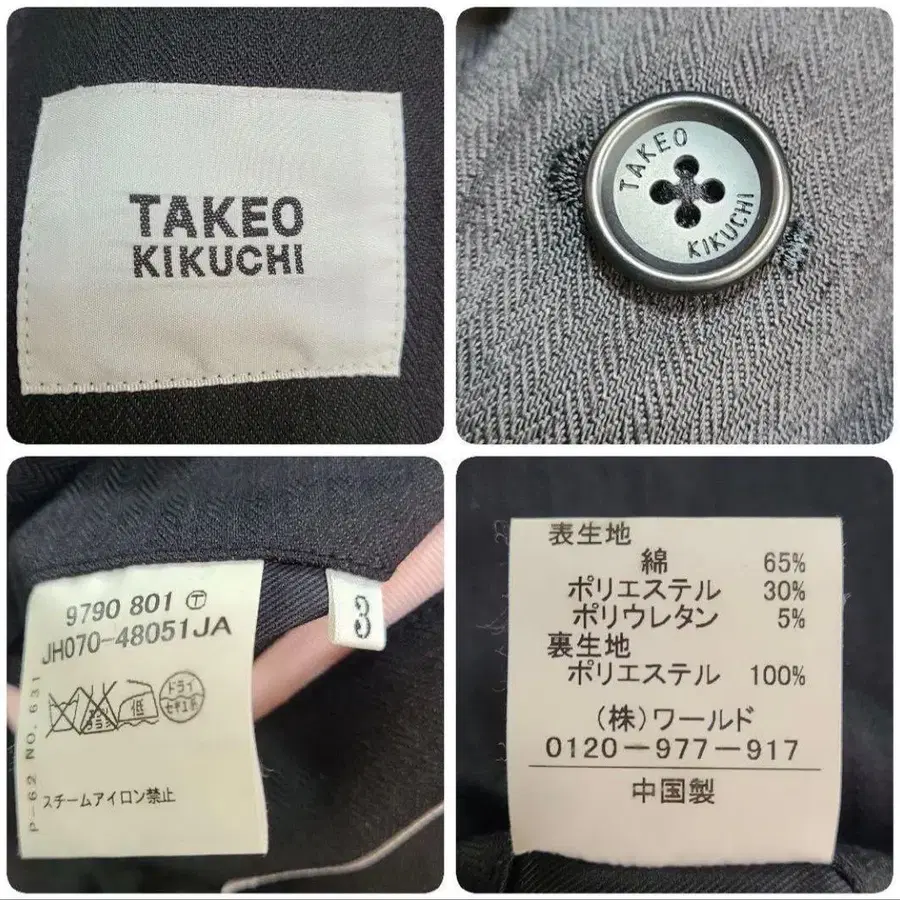 TAKEO
KIKUCHI
TAKEO
KIKUCHI
9790 801 Ⓣ
JH070-48051JA
低
ドライ
セキユ系
スチームアイロン禁止
P-62 NO.631
3
表生地
綿 65%
ポリエステル 30%
ポリウレタン 5%
裏生地
ポリエステル 100%
(株)ワールド
0120-977-917
中国製